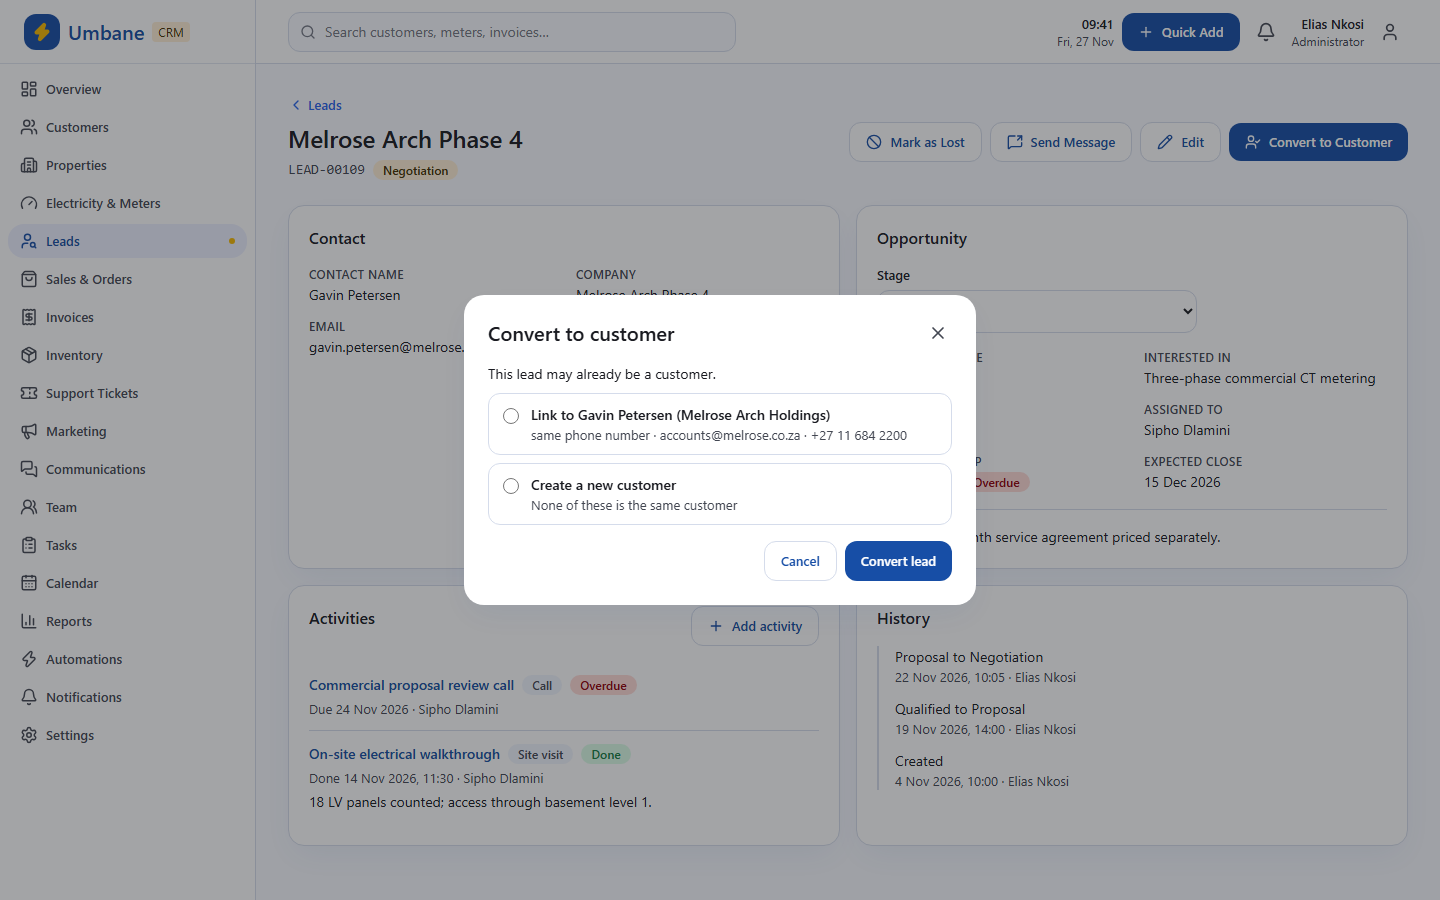 Umbane CRM
Search customers, meters, invoices...
09:41
Fri, 27 Nov
Quick Add
Elias Nkosi
Administrator
Overview
Customers
Properties
Electricity & Meters
Leads
Sales & Orders
Invoices
Inventory
Support Tickets
Marketing
Communications
Team
Tasks
Calendar
Reports
Automations
Notifications
Settings
Leads
Melrose Arch Phase 4
LEAD-00109 Negotiation
Mark as Lost
Send Message
Edit
Convert to Customer
Contact
CONTACT NAME
Gavin Petersen
COMPANY
Melrose Arch Phase 4
EMAIL
gavin.petersen@melrose.
Opportunity
Stage
INTERESTED IN
Three-phase commercial CT metering
ASSIGNED TO
Sipho Dlamini
Overdue
EXPECTED CLOSE
15 Dec 2026
service agreement priced separately.
Convert to customer
This lead may already be a customer.
Link to Gavin Petersen (Melrose Arch Holdings)
same phone number · accounts@melrose.co.za · +27 11 684 2200
Create a new customer
None of these is the same customer
Cancel
Convert lead
Activities
Add activity
Commercial proposal review call Call Overdue
Due 24 Nov 2026 · Sipho Dlamini
On-site electrical walkthrough Site visit Done
Done 14 Nov 2026, 11:30 · Sipho Dlamini
18 LV panels counted; access through basement level 1.
History
Proposal to Negotiation
22 Nov 2026, 10:05 · Elias Nkosi
Qualified to Proposal
19 Nov 2026, 14:00 · Elias Nkosi
Created
4 Nov 2026, 10:00 · Elias Nkosi